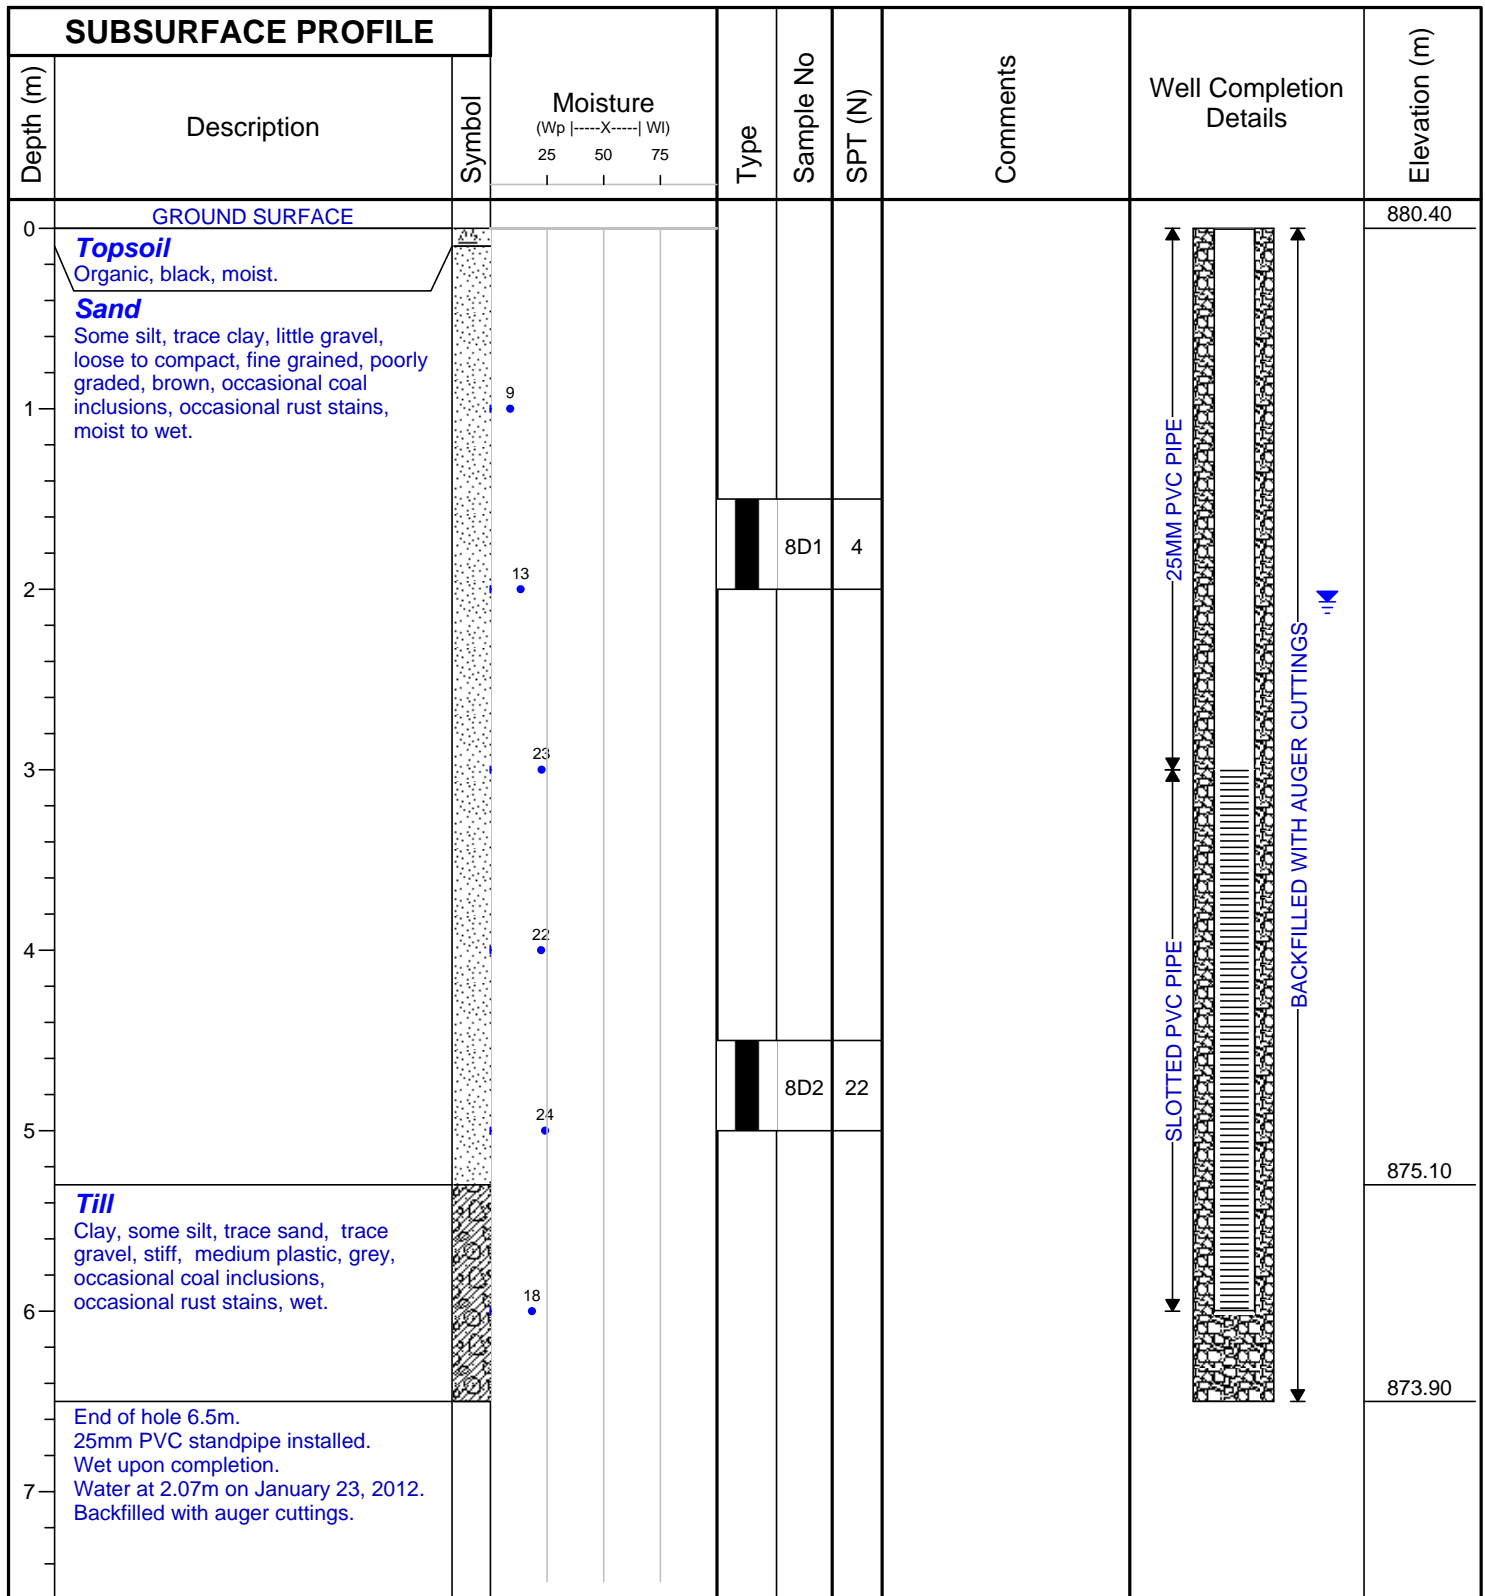 SUBSURFACE PROFILE
Depth (m)
Description
Symbol
Moisture
(Wp |-----X-----| Wl)
25 50 75
Type
Sample No
SPT (N)
Comments
Well Completion
Details
Elevation (m)
GROUND SURFACE
880.40
0
Topsoil
Organic, black, moist.
Sand
Some silt, trace clay, little gravel,
loose to compact, fine grained, poorly
graded, brown, occasional coal
inclusions, occasional rust stains,
moist to wet.
9
1
25MM PVC PIPE
8D1 4
13
2
BACKFILLED WITH AUGER CUTTINGS
23
3
22
4
SLOTTED PVC PIPE
8D2 22
24
5
875.10
Till
Clay, some silt, trace sand, trace
gravel, stiff, medium plastic, grey,
occasional coal inclusions,
occasional rust stains, wet.
18
6
873.90
End of hole 6.5m.
25mm PVC standpipe installed.
Wet upon completion.
Water at 2.07m on January 23, 2012.
Backfilled with auger cuttings.
7